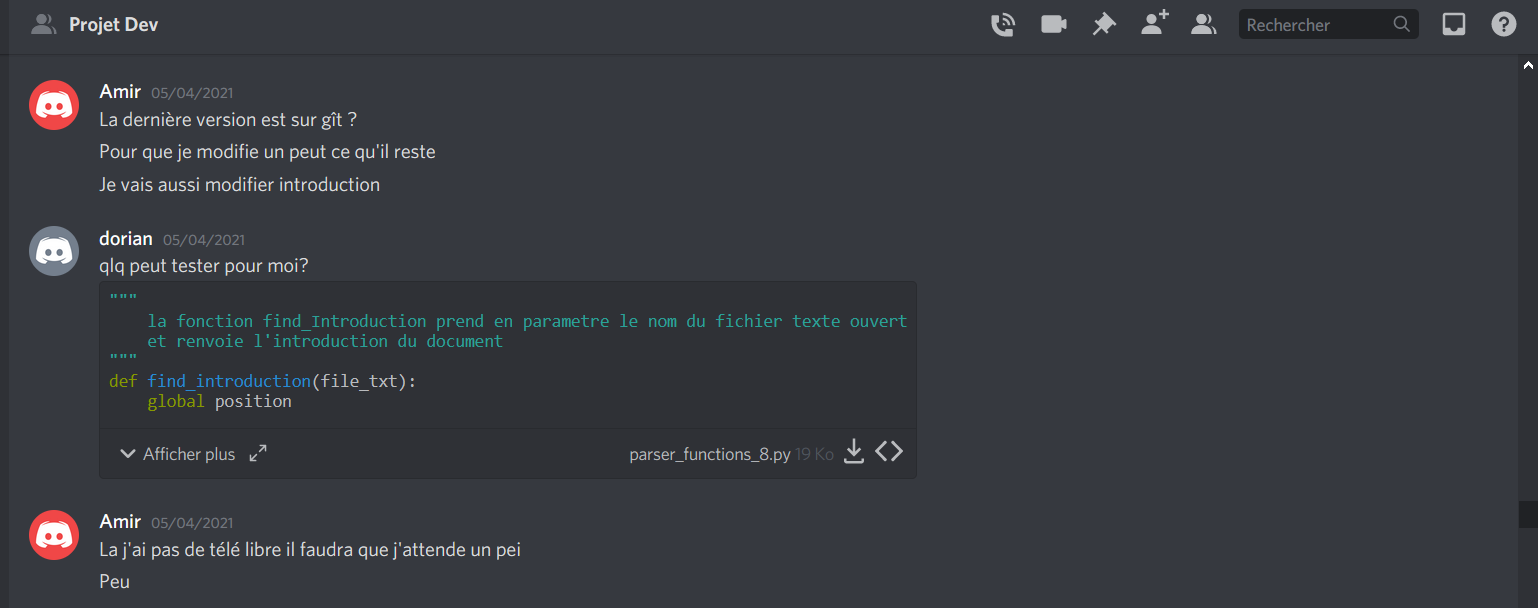 Projet Dev
Rechercher
Amir 05/04/2021
La dernière version est sur gît ?
Pour que je modifie un peut ce qu'il reste
Je vais aussi modifier introduction
dorian 05/04/2021
qlq peut tester pour moi?
"""
la fonction find_Introduction prend en parametre le nom du fichier texte ouvert
et renvoie l'introduction du document
"""
def find_introduction(file_txt):
global position
Afficher plus
parser_functions_8.py 19 Ko
Amir 05/04/2021
La j'ai pas de télé libre il faudra que j'attende un pei
Peu